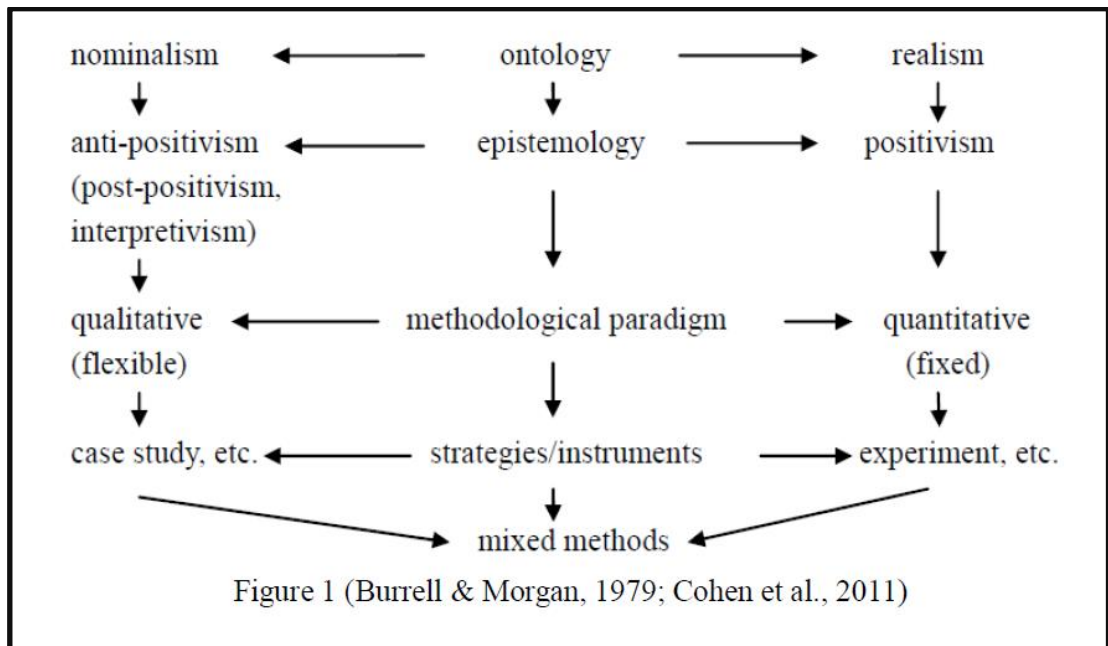 nominalism ontology realism
anti-positivism epistemology positivism
(post-positivism,
interpretivism)
qualitative methodological paradigm quantitative
(flexible) (fixed)
case study, etc. strategies/instruments experiment, etc.
mixed methods
Figure 1 (Burrell & Morgan, 1979; Cohen et al., 2011)